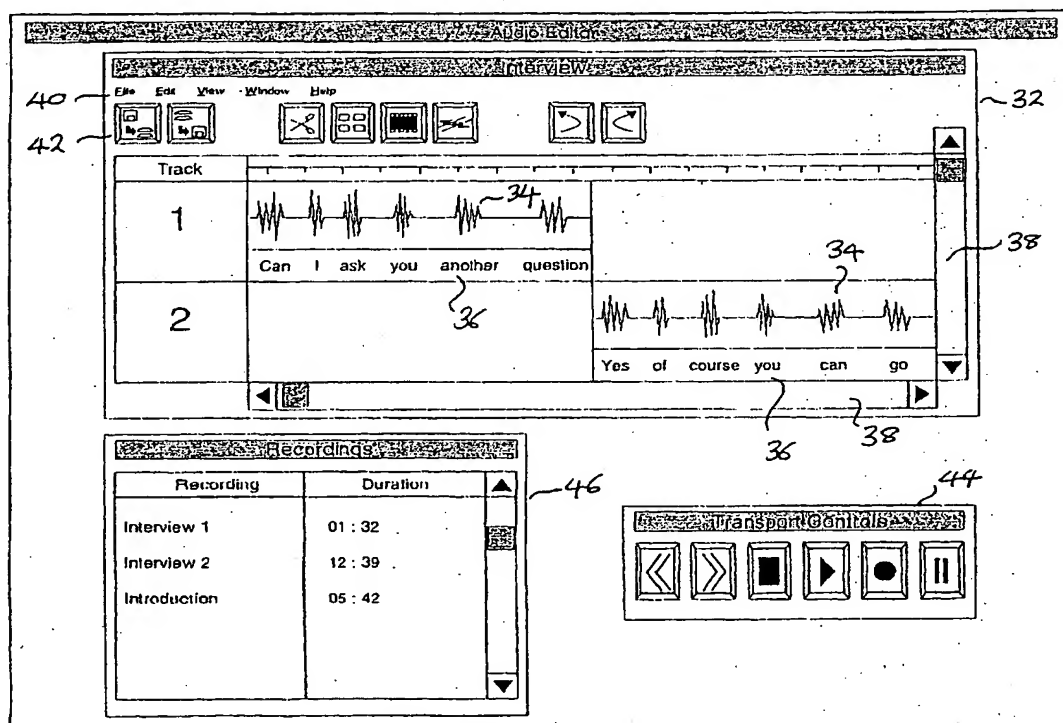 Audio Editor
Interview
File Edit View Window Help
40
42
32
Track
1
34
Can I ask you another question
36
34
38
2
Yes of course you can go
36
38
Recordings
46
Recording Duration
Interview 1 01 : 32
Interview 2 12 : 39
Introduction 05 : 42
44
Transport Controls